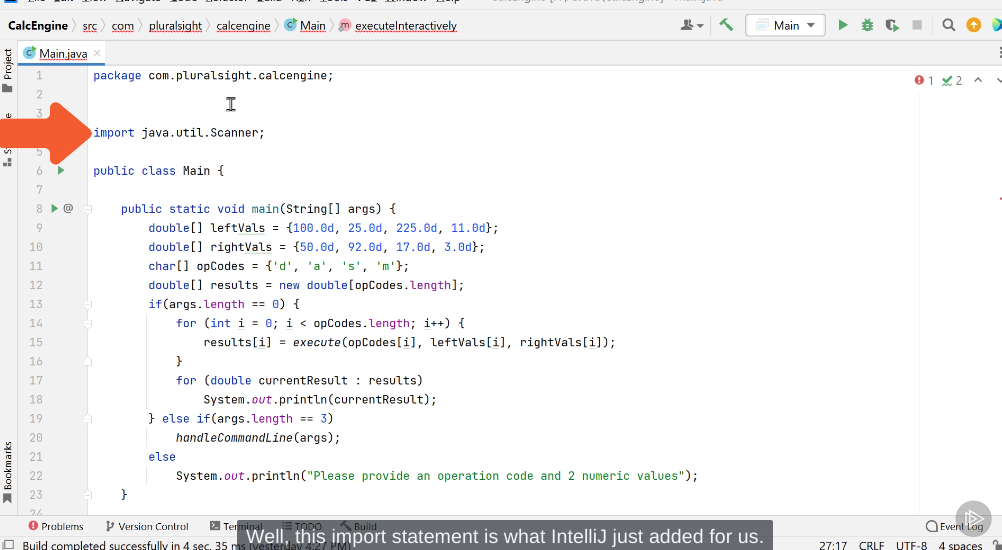 CalcEngine src com pluralsight calcengine Main executeInteractively
Main
Project
Main.java
1 package com.pluralsight.calcengine;
1 2
2
3
import java.util.Scanner;
5
6 public class Main {
7
8 @ public static void main(String[] args) {
9 double[] leftVals = {100.0d, 25.0d, 225.0d, 11.0d};
10 double[] rightVals = {50.0d, 92.0d, 17.0d, 3.0d};
11 char[] opCodes = {'d', 'a', 's', 'm'};
12 double[] results = new double[opCodes.length];
13 if(args.length == 0) {
14 for (int i = 0; i < opCodes.length; i++) {
15 results[i] = execute(opCodes[i], leftVals[i], rightVals[i]);
16 }
17 for (double currentResult : results)
18 System.out.println(currentResult);
19 } else if(args.length == 3)
20 handleCommandLine(args);
21 else
22 System.out.println("Please provide an operation code and 2 numeric values");
23 }
24
Bookmarks
Problems Version Control Terminal TODO Build Event Log
Well, this import statement is what IntelliJ just added for us.
Build completed successfully in 4 sec, 35 ms (yesterday 4:27 PM) 27:17 CRLF UTF-8 4 spaces